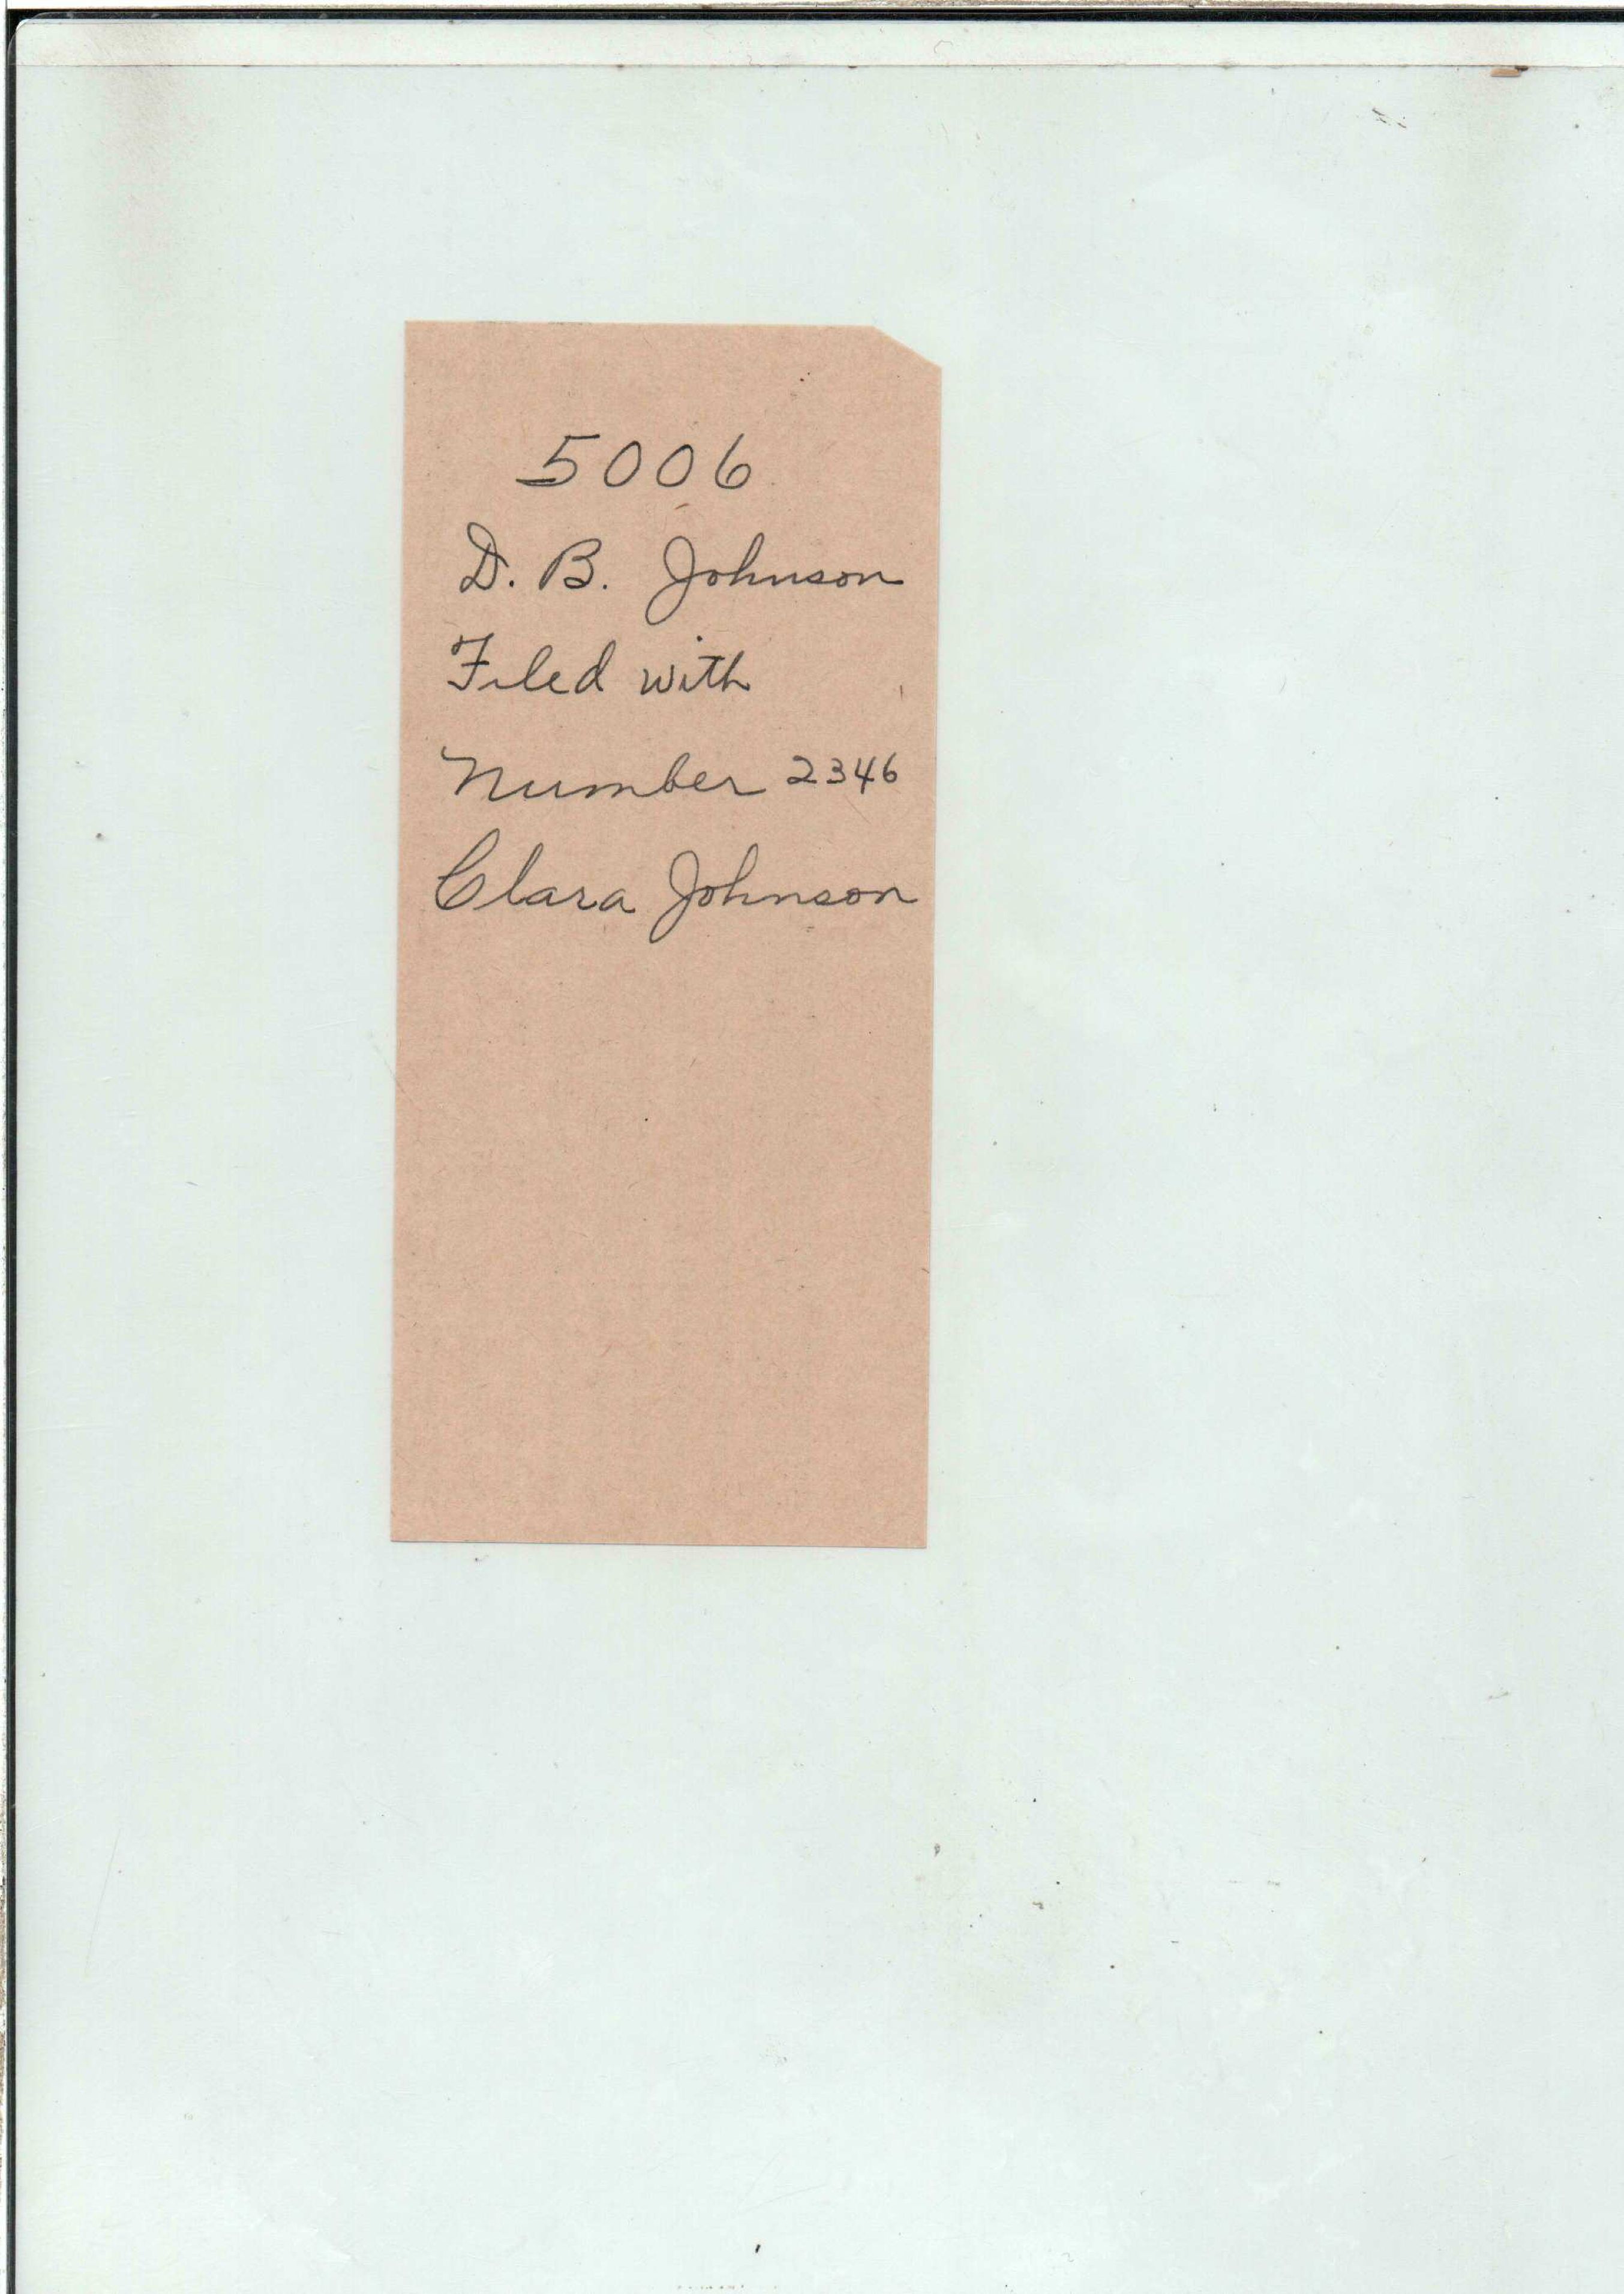 5006
D. B. Johnson
Filed with
Number 2346
Clara Johnson